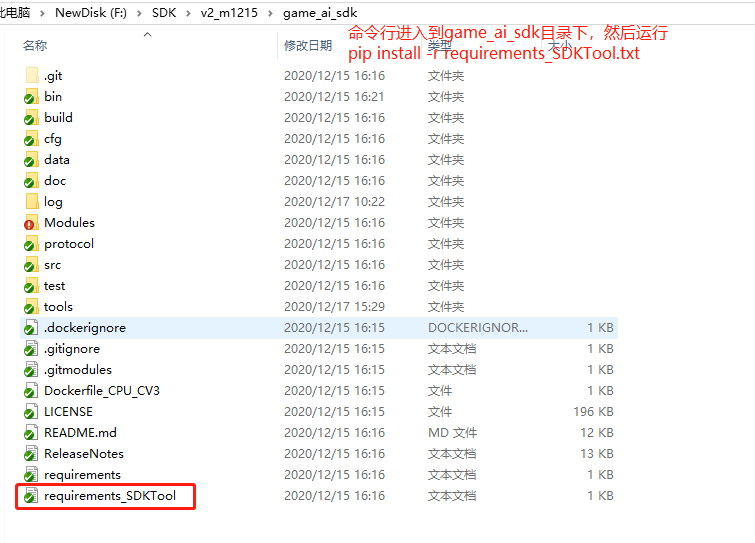 此电脑 > NewDisk (F:) > SDK > v2_m1215 > game_ai_sdk
命令行进入到game_ai_sdk目录下，然后运行
pip install -r requirements_SDKTool.txt
名称 修改日期 类型 大小
.git 2020/12/15 16:16 文件夹
bin 2020/12/15 16:21 文件夹
build 2020/12/15 16:16 文件夹
cfg 2020/12/15 16:16 文件夹
data 2020/12/15 16:16 文件夹
doc 2020/12/15 16:16 文件夹
log 2020/12/17 10:22 文件夹
Modules 2020/12/15 16:16 文件夹
protocol 2020/12/15 16:16 文件夹
src 2020/12/15 16:16 文件夹
test 2020/12/15 16:16 文件夹
tools 2020/12/17 15:29 文件夹
.dockerignore 2020/12/15 16:15 DOCKERIGNOR... 1 KB
.gitignore 2020/12/15 16:15 文本文档 1 KB
.gitmodules 2020/12/15 16:15 文本文档 1 KB
Dockerfile_CPU_CV3 2020/12/15 16:15 文件 1 KB
LICENSE 2020/12/15 16:15 文件 196 KB
README.md 2020/12/15 16:16 MD 文件 12 KB
ReleaseNotes 2020/12/15 16:16 文本文档 13 KB
requirements 2020/12/15 16:16 文本文档 1 KB
requirements_SDKTool 2020/12/15 16:16 文本文档 1 KB